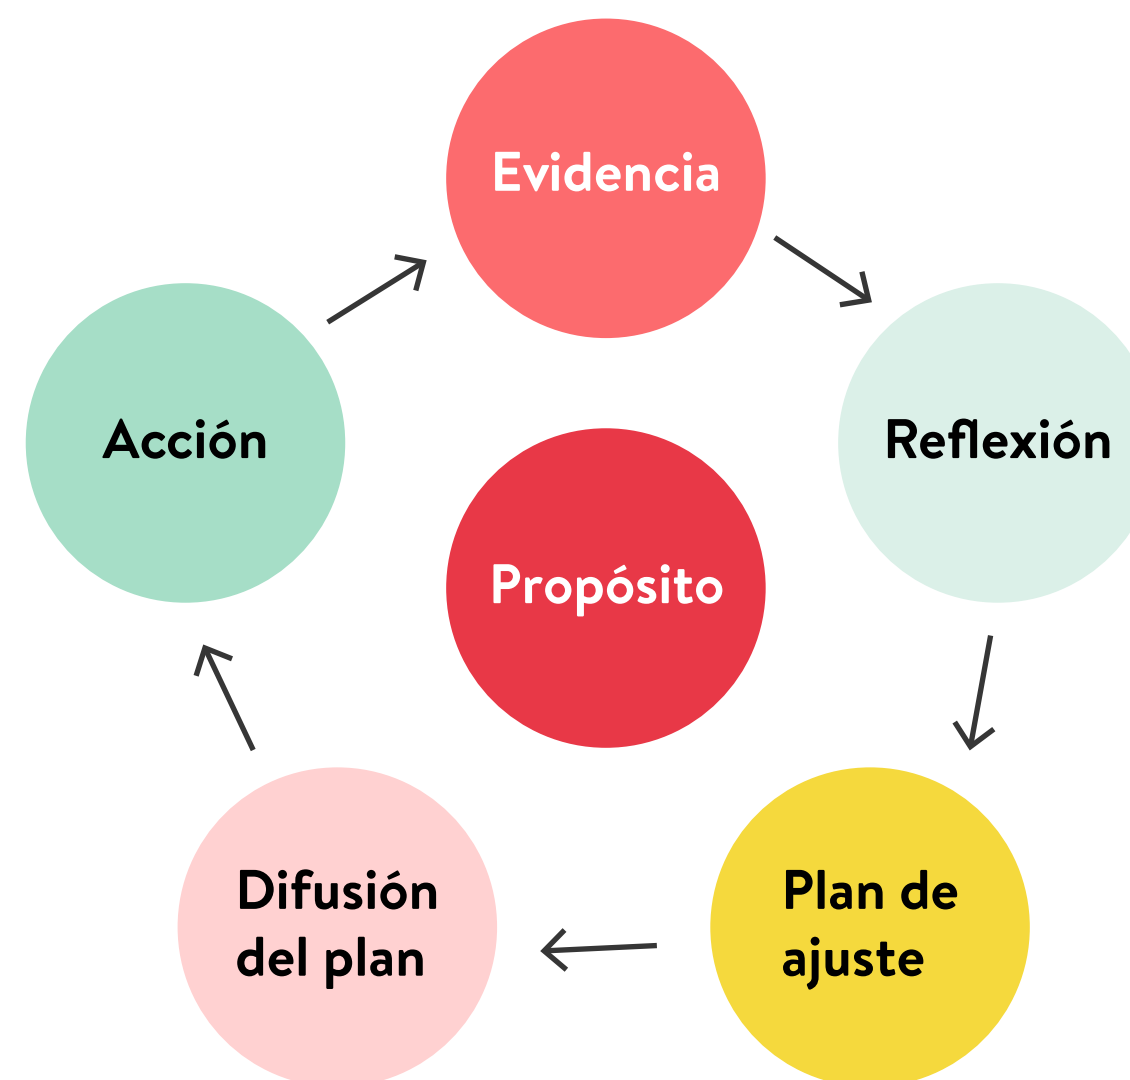 Evidencia
Acción
Reflexión
Propósito
Difusión
del plan
Plan de
ajuste